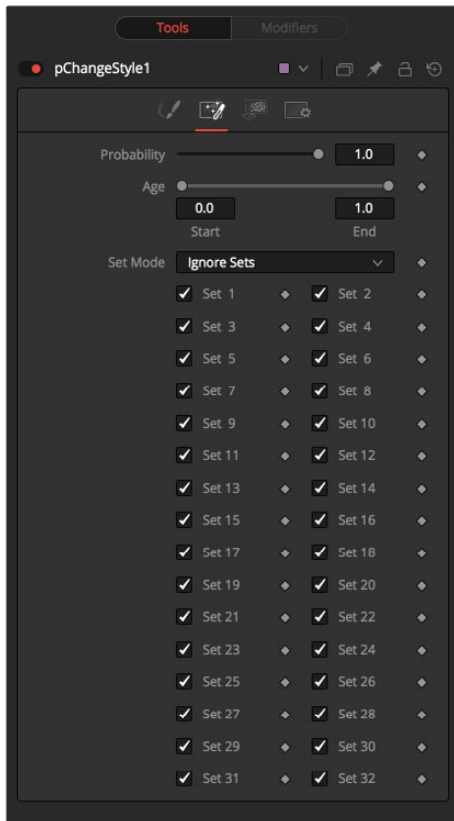 Tools Modifiers
pChangeStyle1
Probability 1.0
Age
0.0 1.0
Start End
Set Mode Ignore Sets
Set 1 Set 2
Set 3 Set 4
Set 5 Set 6
Set 7 Set 8
Set 9 Set 10
Set 11 Set 12
Set 13 Set 14
Set 15 Set 16
Set 17 Set 18
Set 19 Set 20
Set 21 Set 22
Set 23 Set 24
Set 25 Set 26
Set 27 Set 28
Set 29 Set 30
Set 31 Set 32